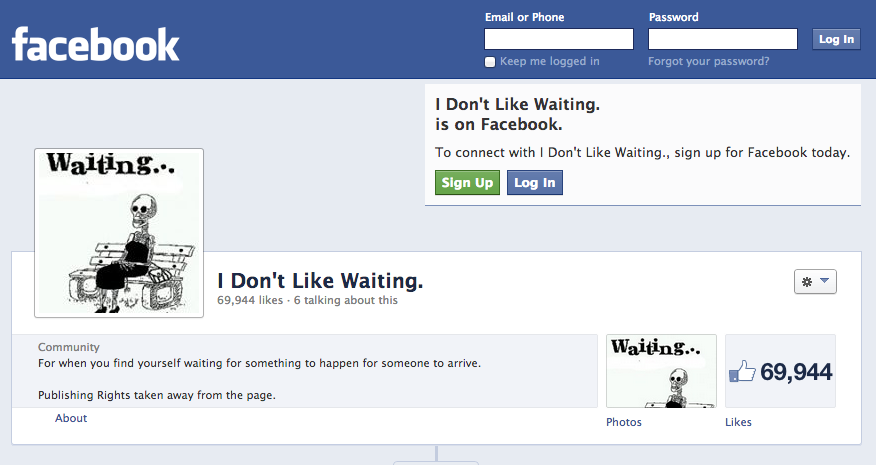 facebook
Email or Phone
Password
Log In
Keep me logged in
Forgot your password?
I Don't Like Waiting.
is on Facebook.
To connect with I Don't Like Waiting., sign up for Facebook today.
Sign Up
Log In
Waiting...
I Don't Like Waiting.
69,944 likes · 6 talking about this
Community
For when you find yourself waiting for something to happen for someone to arrive.
Publishing Rights taken away from the page.
About
Waiting...
Photos
69,944
Likes